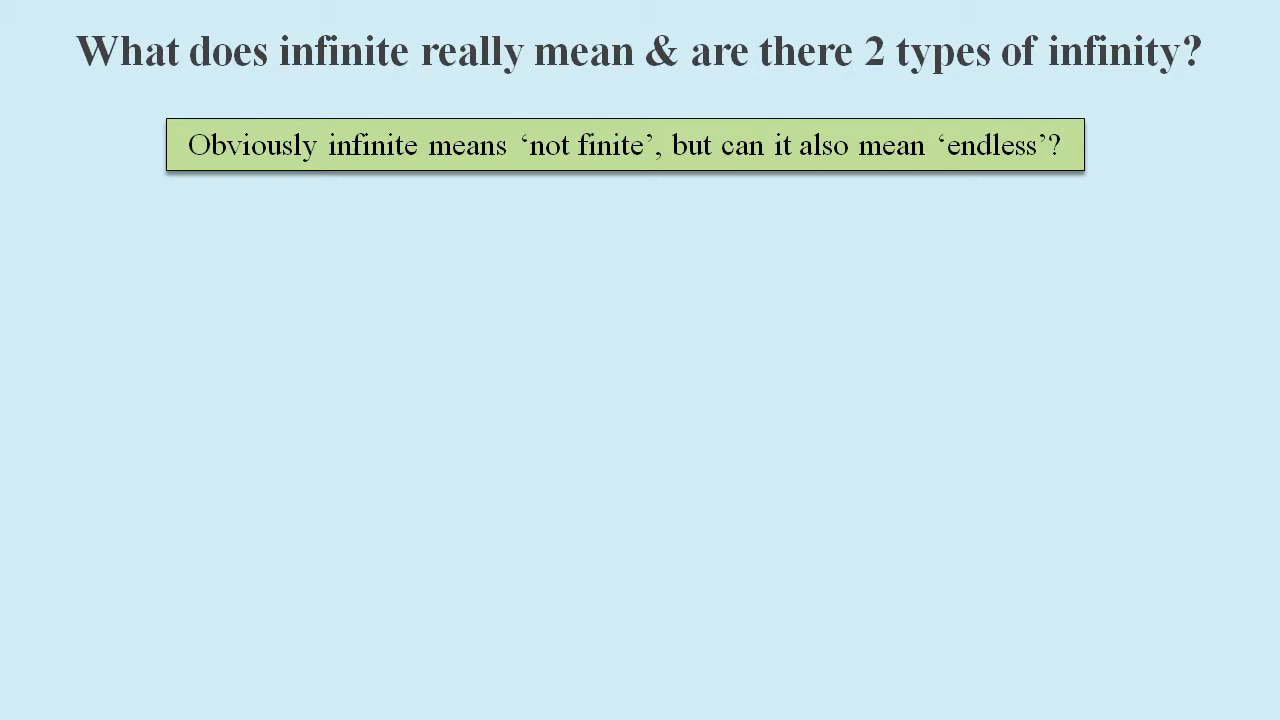 What does infinite really mean & are there 2 types of infinity?
Obviously infinite means ‘not finite’, but can it also mean ‘endless’?